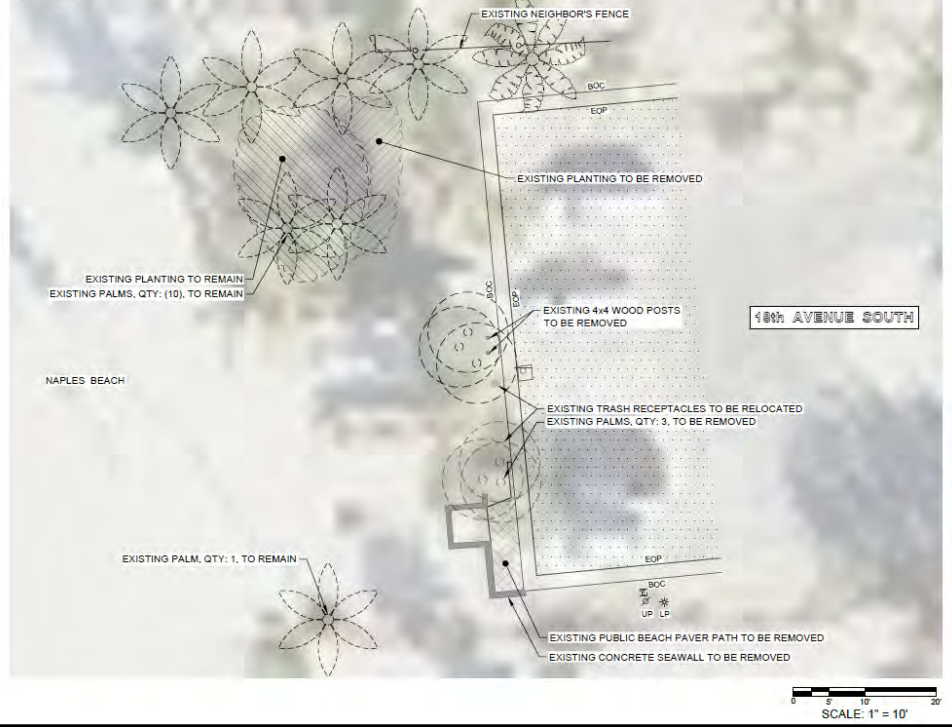 EXISTING NEIGHBOR'S FENCE
BOC
EOP
EXISTING PLANTING TO BE REMOVED
EXISTING PLANTING TO REMAIN
EXISTING PALMS, QTY: (10), TO REMAIN
BOC
EOP
EXISTING 4x4 WOOD POSTS
TO BE REMOVED
18th AVENUE SOUTH
NAPLES BEACH
EXISTING TRASH RECEPTACLES TO BE RELOCATED
EXISTING PALMS, QTY: 3, TO BE REMOVED
EXISTING PALM, QTY: 1, TO REMAIN
EOP
BOC
UP LP
EXISTING PUBLIC BEACH PAVER PATH TO BE REMOVED
EXISTING CONCRETE SEAWALL TO BE REMOVED
0 5' 10' 20'
SCALE: 1" = 10'